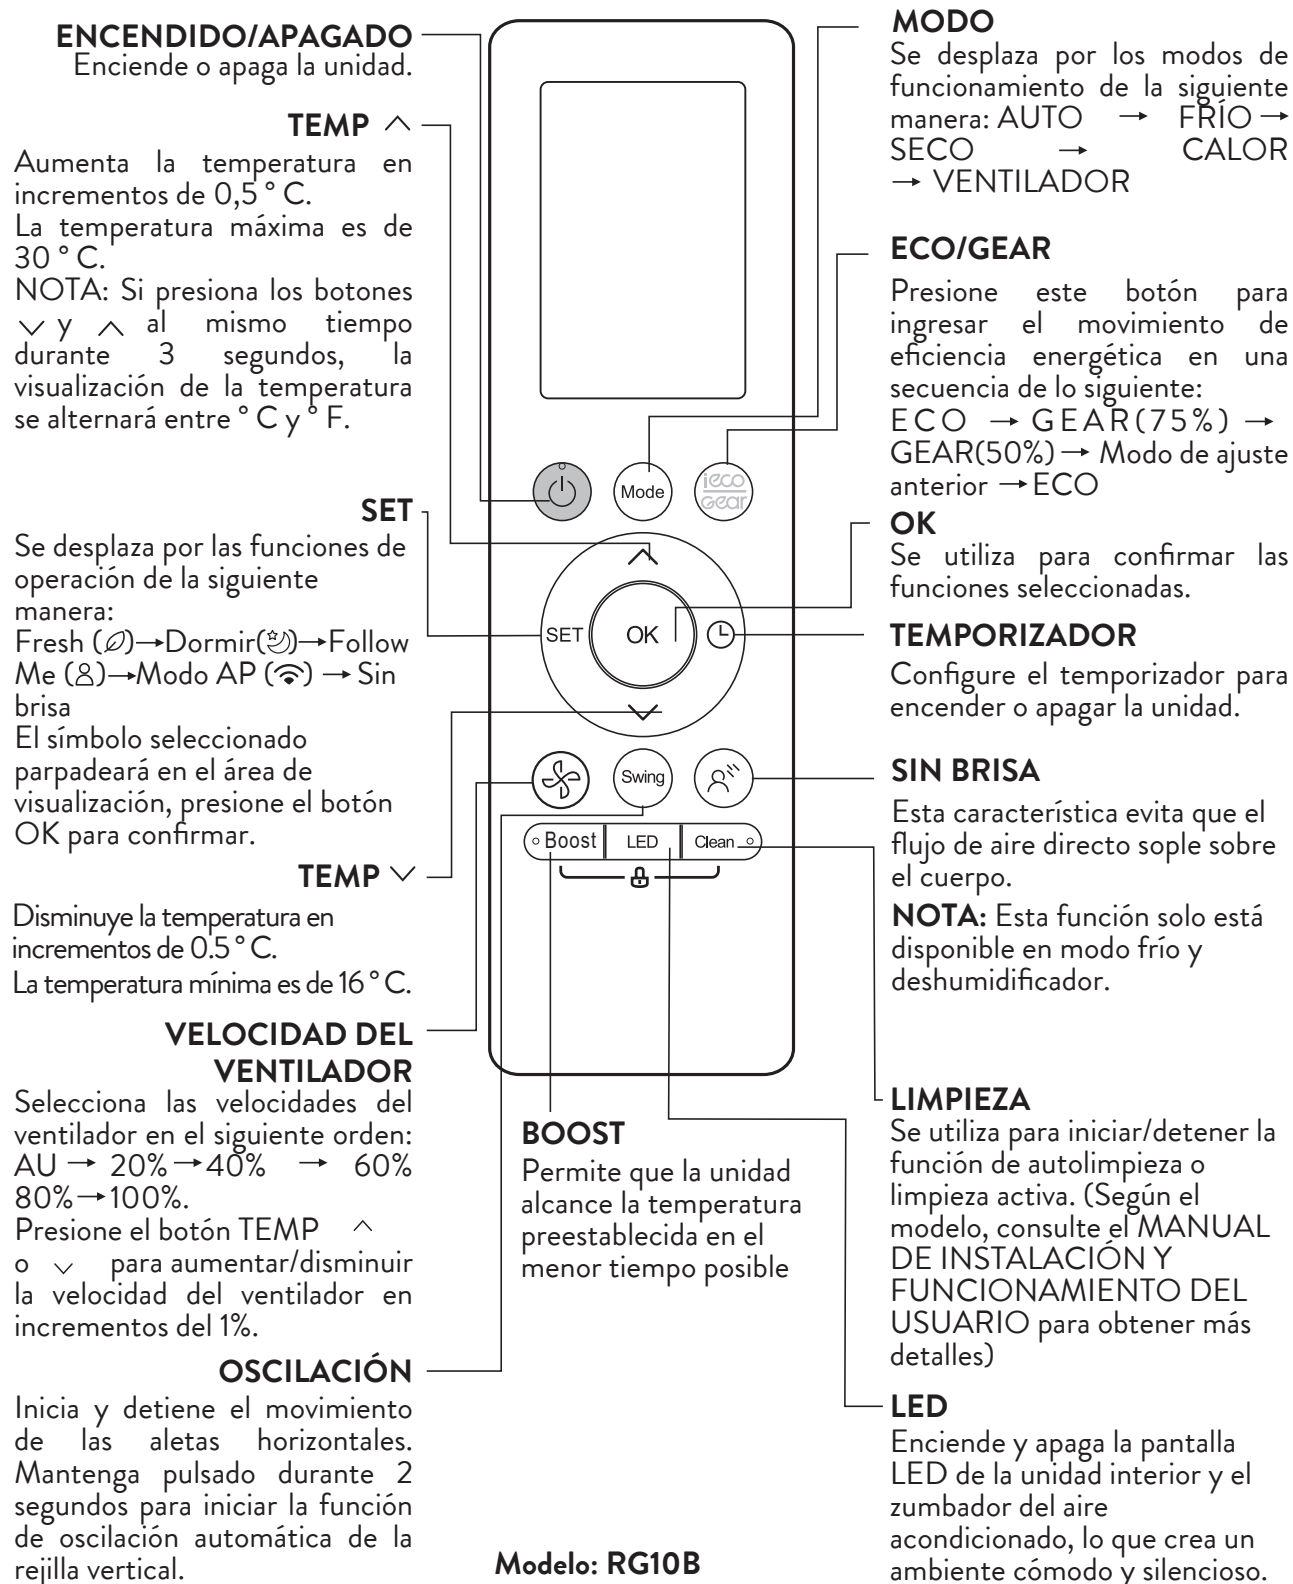 ENCENDIDO/APAGADO
Enciende o apaga la unidad.
TEMP
Aumenta la temperatura en
incrementos de 0,5 ° C.
La temperatura máxima es de
30 ° C.
NOTA: Si presiona los botones
y al mismo tiempo
durante 3 segundos, la
visualización de la temperatura
se alternará entre ° C y ° F.
SET
Se desplaza por las funciones de
operación de la siguiente
manera:
Fresh ()→Dormir()→Follow
Me ()→Modo AP () → Sin
brisa
El símbolo seleccionado
parpadeará en el área de
visualización, presione el botón
OK para confirmar.
TEMP
Disminuye la temperatura en
incrementos de 0.5 ° C.
La temperatura mínima es de 16 ° C.
VELOCIDAD DEL
VENTILADOR
Selecciona las velocidades del
ventilador en el siguiente orden:
AU → 20% → 40% → 60%
80% → 100%.
Presione el botón TEMP
o para aumentar/disminuir
la velocidad del ventilador en
incrementos del 1%.
OSCILACIÓN
Inicia y detiene el movimiento
de las aletas horizontales.
Mantenga pulsado durante 2
segundos para iniciar la función
de oscilación automática de la
rejilla vertical.
Mode
ieco
Gear
SET
OK
Swing
Boost
LED
Clean
BOOST
Permite que la unidad
alcance la temperatura
preestablecida en el
menor tiempo posible
Modelo: RG10B
MODO
Se desplaza por los modos de
funcionamiento de la siguiente
manera: AUTO → FRÍO →
SECO → CALOR
→ VENTILADOR
ECO/GEAR
Presione este botón para
ingresar el movimiento de
eficiencia energética en una
secuencia de lo siguiente:
ECO → GEAR(75%) →
GEAR(50%) → Modo de ajuste
anterior → ECO
OK
Se utiliza para confirmar las
funciones seleccionadas.
TEMPORIZADOR
Configure el temporizador para
encender o apagar la unidad.
SIN BRISA
Esta característica evita que el
flujo de aire directo sople sobre
el cuerpo.
NOTA: Esta función solo está
disponible en modo frío y
deshumidificador.
LIMPIEZA
Se utiliza para iniciar/detener la
función de autolimpieza o
limpieza activa. (Según el
modelo, consulte el MANUAL
DE INSTALACIÓN Y
FUNCIONAMIENTO DEL
USUARIO para obtener más
detalles)
LED
Enciende y apaga la pantalla
LED de la unidad interior y el
zumbador del aire
acondicionado, lo que crea un
ambiente cómodo y silencioso.